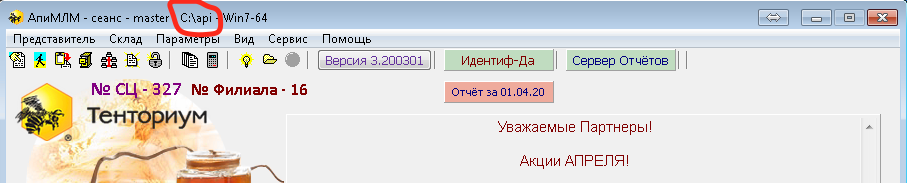 АпиМЛМ - сеанс - master - C:\api - Win7-64
Представитель Склад Параметры Вид Сервис Помощь
Версия 3.200301 Идентиф-Да Сервер Отчётов
№ СЦ - 327 № Филиала - 16 Отчёт за 01.04.20
Тенториум
Уважаемые Партнеры!
Акции АПРЕЛЯ!